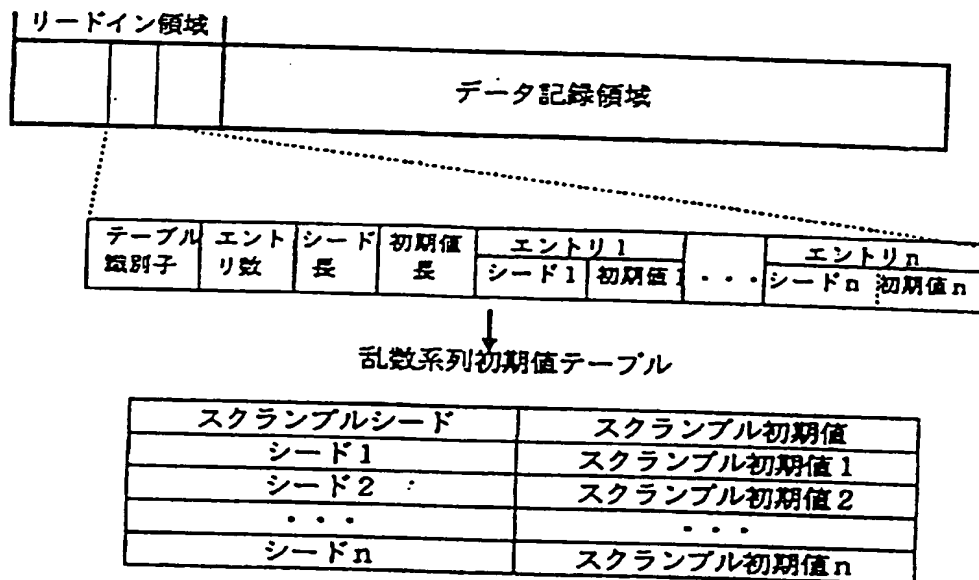 リードイン領域
データ記録領域
テーブル識別子
エントリ数
シード長
初期値長
エントリ1
シード1
初期値1
・・・
エントリn
シードn
初期値n
乱数系列初期値テーブル
スクランブルシード スクランブル初期値
シード1 スクランブル初期値1
シード2 スクランブル初期値2
・・・ ・・・
シードn スクランブル初期値n